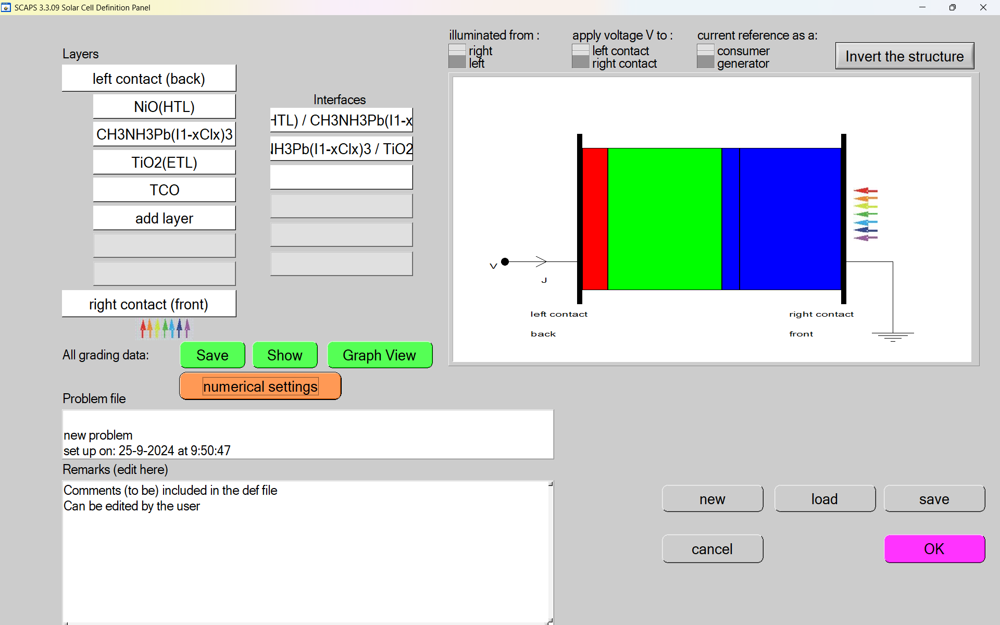 SCAPS 3.3.09 Solar Cell Definition Panel
illuminated from :
right
left
apply voltage V to :
left contact
right contact
current reference as a:
consumer
generator
Invert the structure
Layers
left contact (back)
NiO(HTL)
CH3NH3Pb(I1-xClx)3
TiO2(ETL)
TCO
add layer
right contact (front)
Interfaces
HTL) / CH3NH3Pb(I1-x
NH3Pb(I1-xClx)3 / TiO2
V
J
left contact
back
right contact
front
All grading data:
Save
Show
Graph View
numerical settings
Problem file
new problem
set up on: 25-9-2024 at 9:50:47
Remarks (edit here)
Comments (to be) included in the def file
Can be edited by the user
new
load
save
cancel
OK